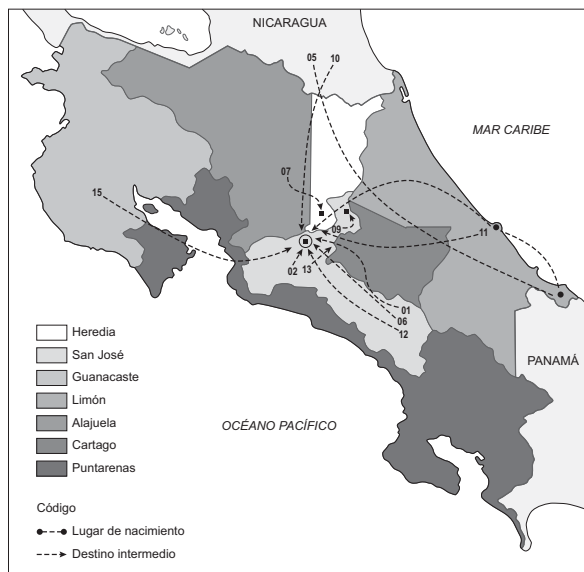 NICARAGUA
05 10
MAR CARIBE
07
15
09
11
02 13
01
06
12
PANAMÁ
OCÉANO PACÍFICO
Heredia
San José
Guanacaste
Limón
Alajuela
Cartago
Puntarenas
Código
Lugar de nacimiento
Destino intermedio